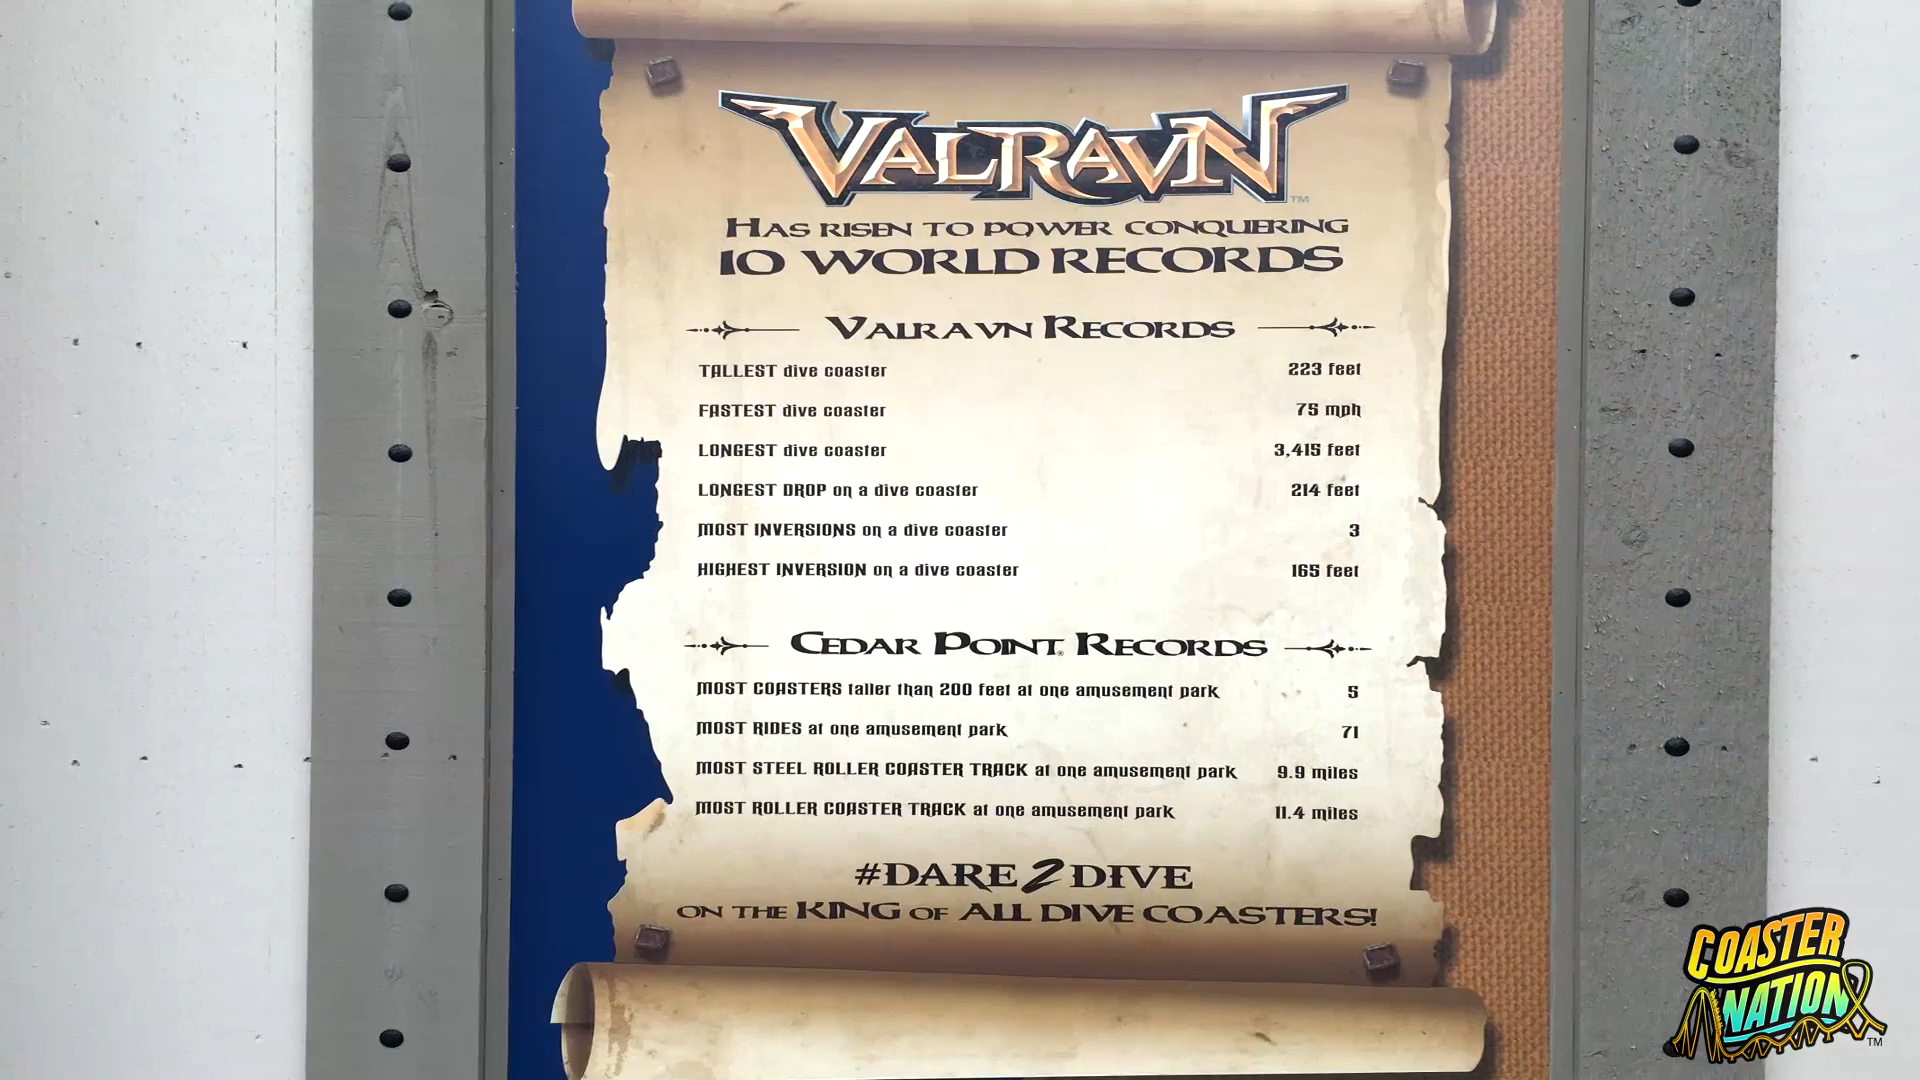 VALRAVN™
HAS RISEN TO POWER CONQUERING
10 WORLD RECORDS
VALRAVN RECORDS
TALLEST dive coaster 223 feet
FASTEST dive coaster 75 mph
LONGEST dive coaster 3,415 feet
LONGEST DROP on a dive coaster 214 feet
MOST INVERSIONS on a dive coaster 3
HIGHEST INVERSION on a dive coaster 165 feet
CEDAR POINT® RECORDS
MOST COASTERS taller than 200 feet at one amusement park 5
MOST RIDES at one amusement park 71
MOST STEEL ROLLER COASTER TRACK at one amusement park 9.9 miles
MOST ROLLER COASTER TRACK at one amusement park 11.4 miles
#DARE2DIVE
ON THE KING OF ALL DIVE COASTERS!
COASTER
NATION™